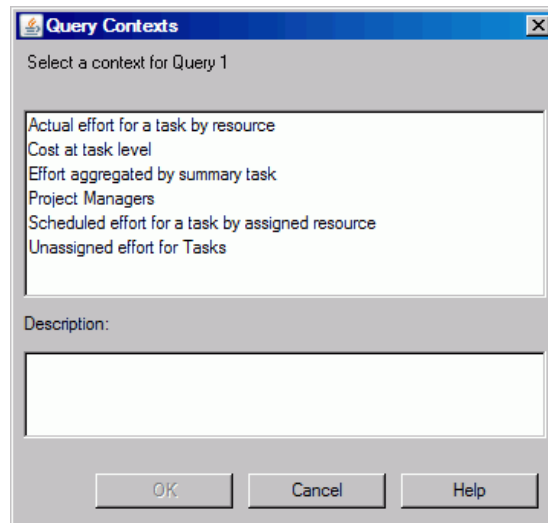 Query Contexts
Select a context for Query 1
Actual effort for a task by resource
Cost at task level
Effort aggregated by summary task
Project Managers
Scheduled effort for a task by assigned resource
Unassigned effort for Tasks
Description:
OK Cancel Help